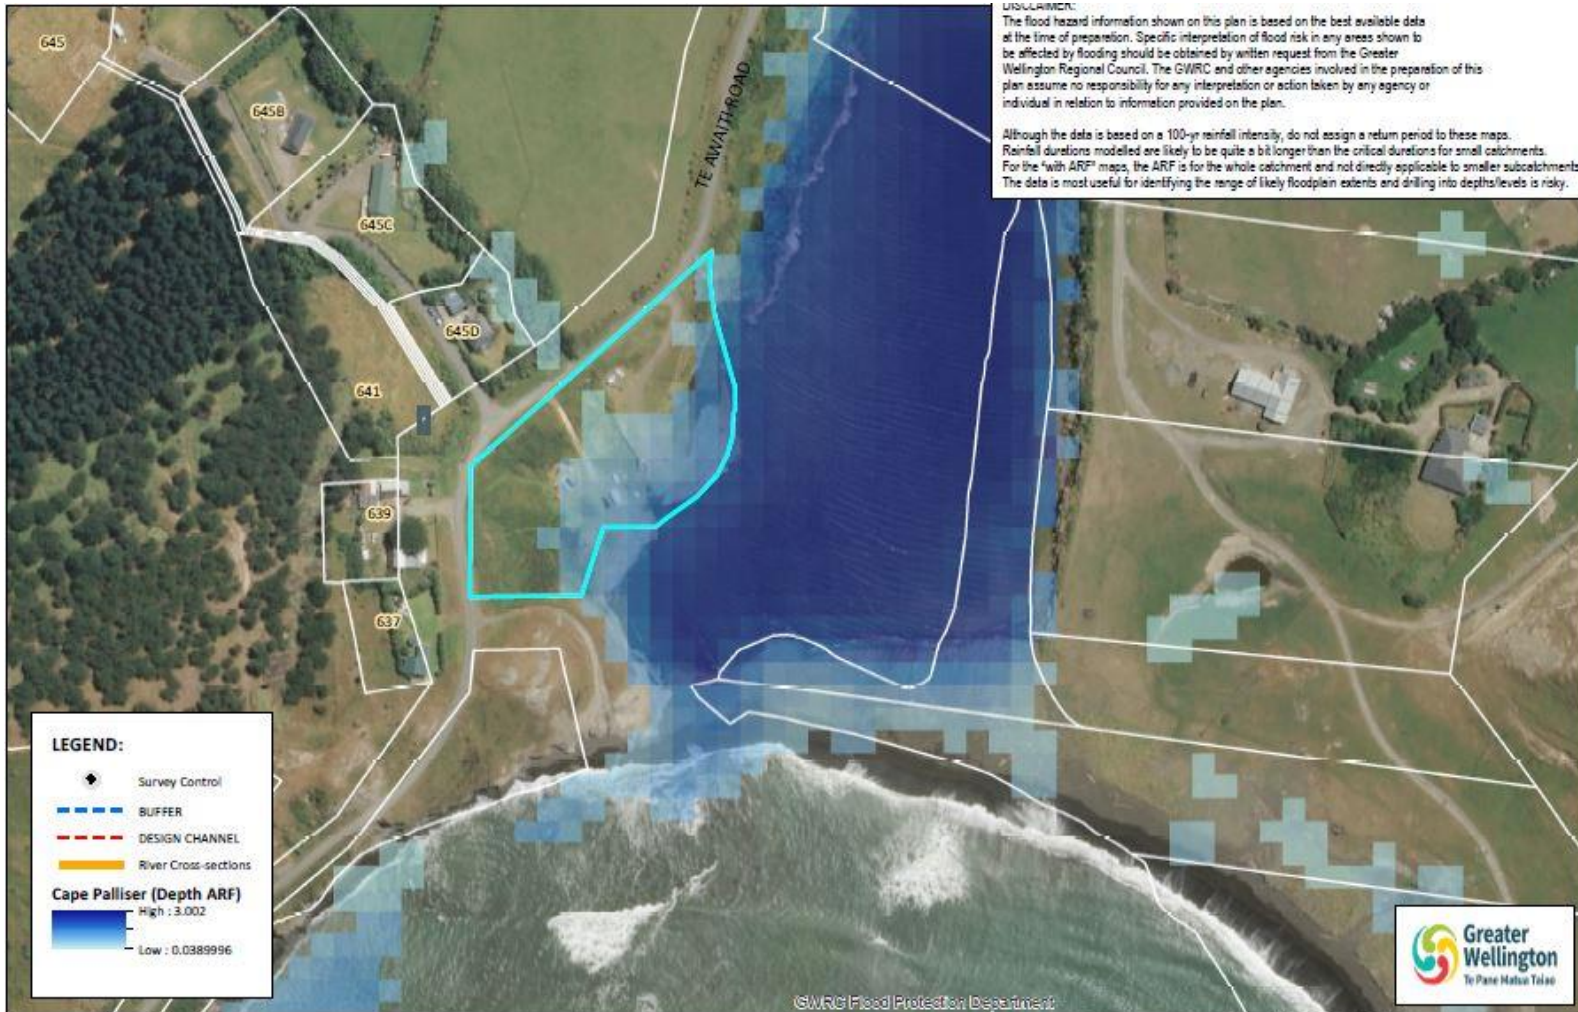 DISCLAIMER:
The flood hazard information shown on this plan is based on the best available data
at the time of preparation. Specific interpretation of flood risk in any areas shown to
be affected by flooding should be obtained by written request from the Greater
Wellington Regional Council. The GWRC and other agencies involved in the preparation of this
plan assume no responsibility for any interpretation or action taken by any agency or
individual in relation to information provided on the plan.
Although the data is based on a 100-yr rainfall intensity, do not assign a return period to these maps.
Rainfall durations modelled are likely to be quite a bit longer than the critical durations for small catchments.
For the "with ARF" maps, the ARF is for the whole catchment and not directly applicable to smaller subcatchments
The data is most useful for identifying the range of likely floodplain extents and drilling into depths/levels is risky.
645
645B
TE AWAITI ROAD
645C
645D
641
639
637
LEGEND:
Survey Control
BUFFER
DESIGN CHANNEL
River Cross-sections
Cape Palliser (Depth ARF)
High : 3.002
Low : 0.0389996
Greater
Wellington
Te Pane Matua Taiao
GWRC Flood Protection Department